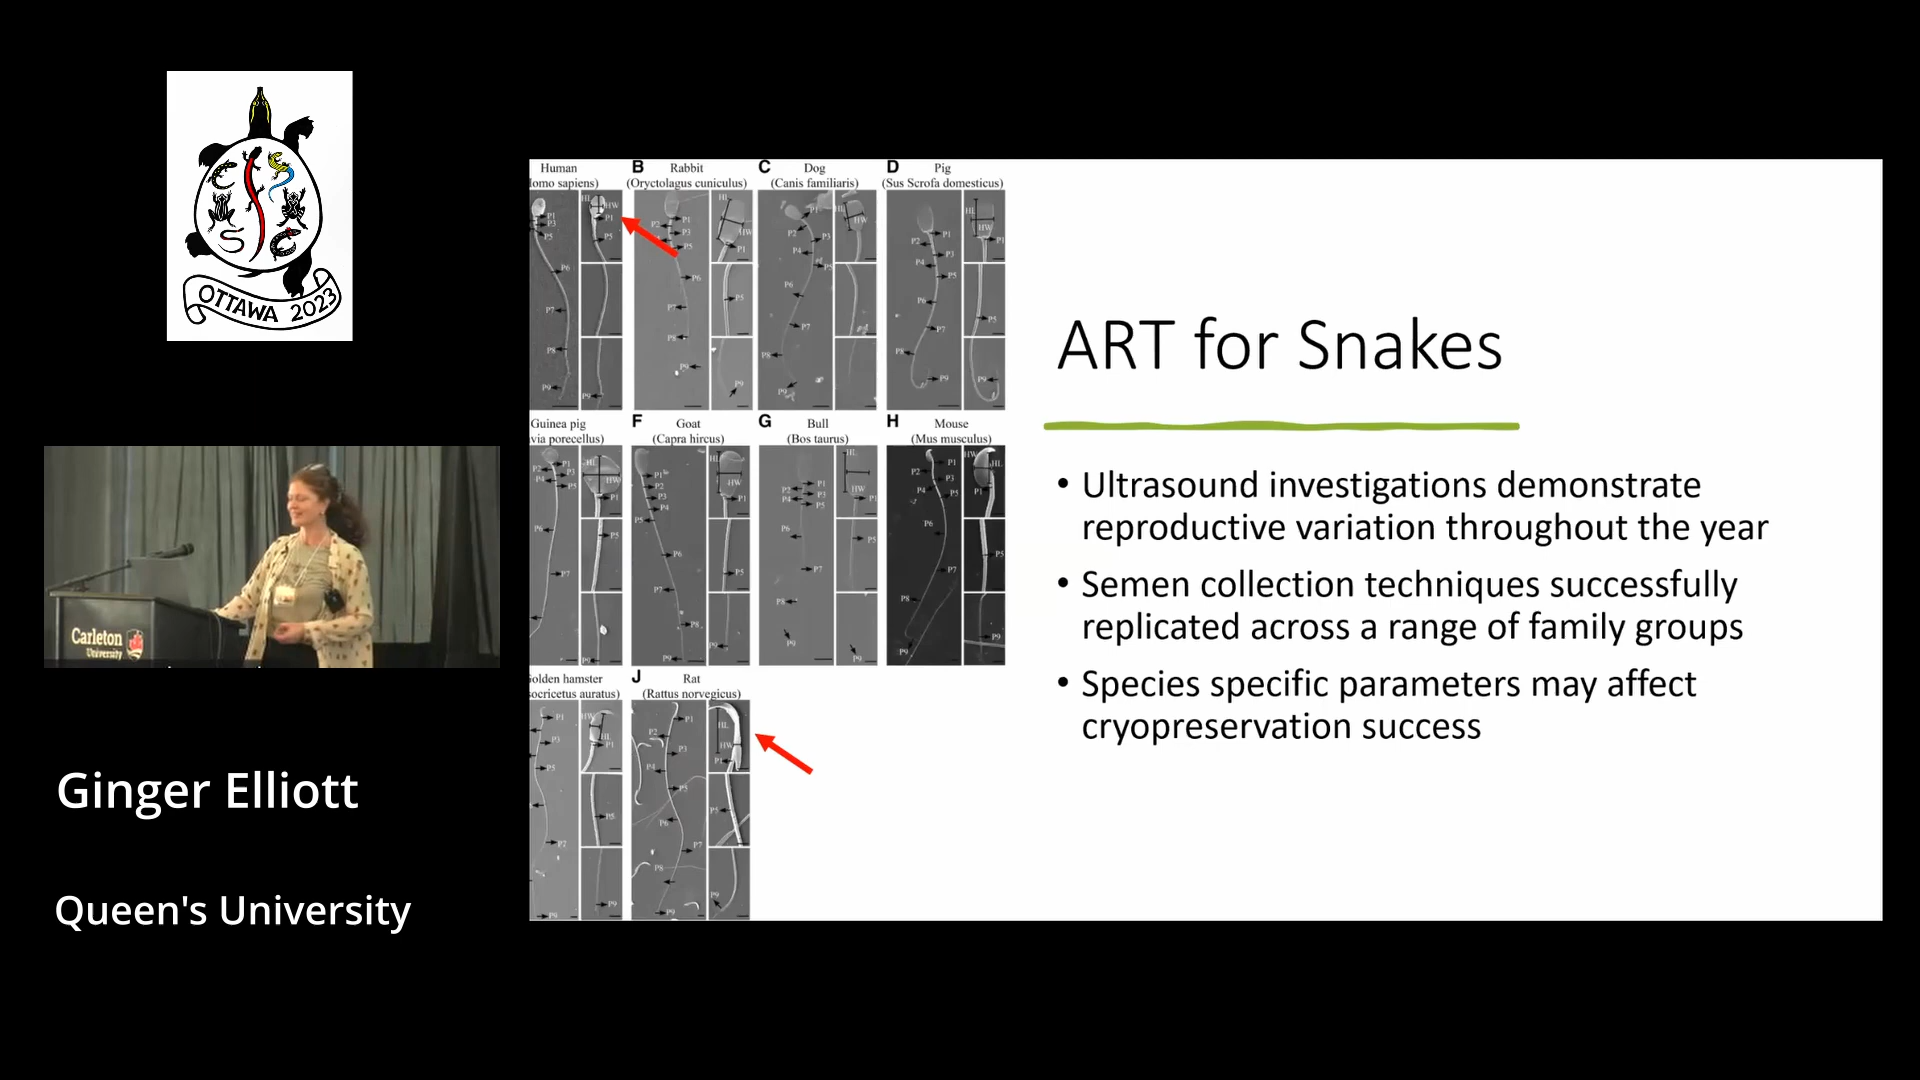 OTTAWA 2023
Carleton
University
Ginger Elliott
Queen's University
Human
omo sapiens)
B Rabbit
(Oryctolagus cuniculus)
C Dog
(Canis familiaris)
D Pig
(Sus Scrofa domesticus)
Guinea pig
via porecellus)
F Goat
(Capra hircus)
G Bull
(Bos taurus)
H Mouse
(Mus musculus)
olden hamster
socricetus auratus)
J Rat
(Rattus norvegicus)
ART for Snakes
• Ultrasound investigations demonstrate
reproductive variation throughout the year
• Semen collection techniques successfully
replicated across a range of family groups
• Species specific parameters may affect
cryopreservation success